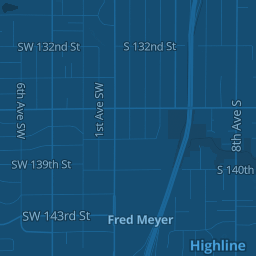 SW 132nd St
S 132nd St
6th Ave SW
1st Ave SW
8th Ave S
SW 139th St
S 140th
SW 143rd St
Fred Meyer
Highline